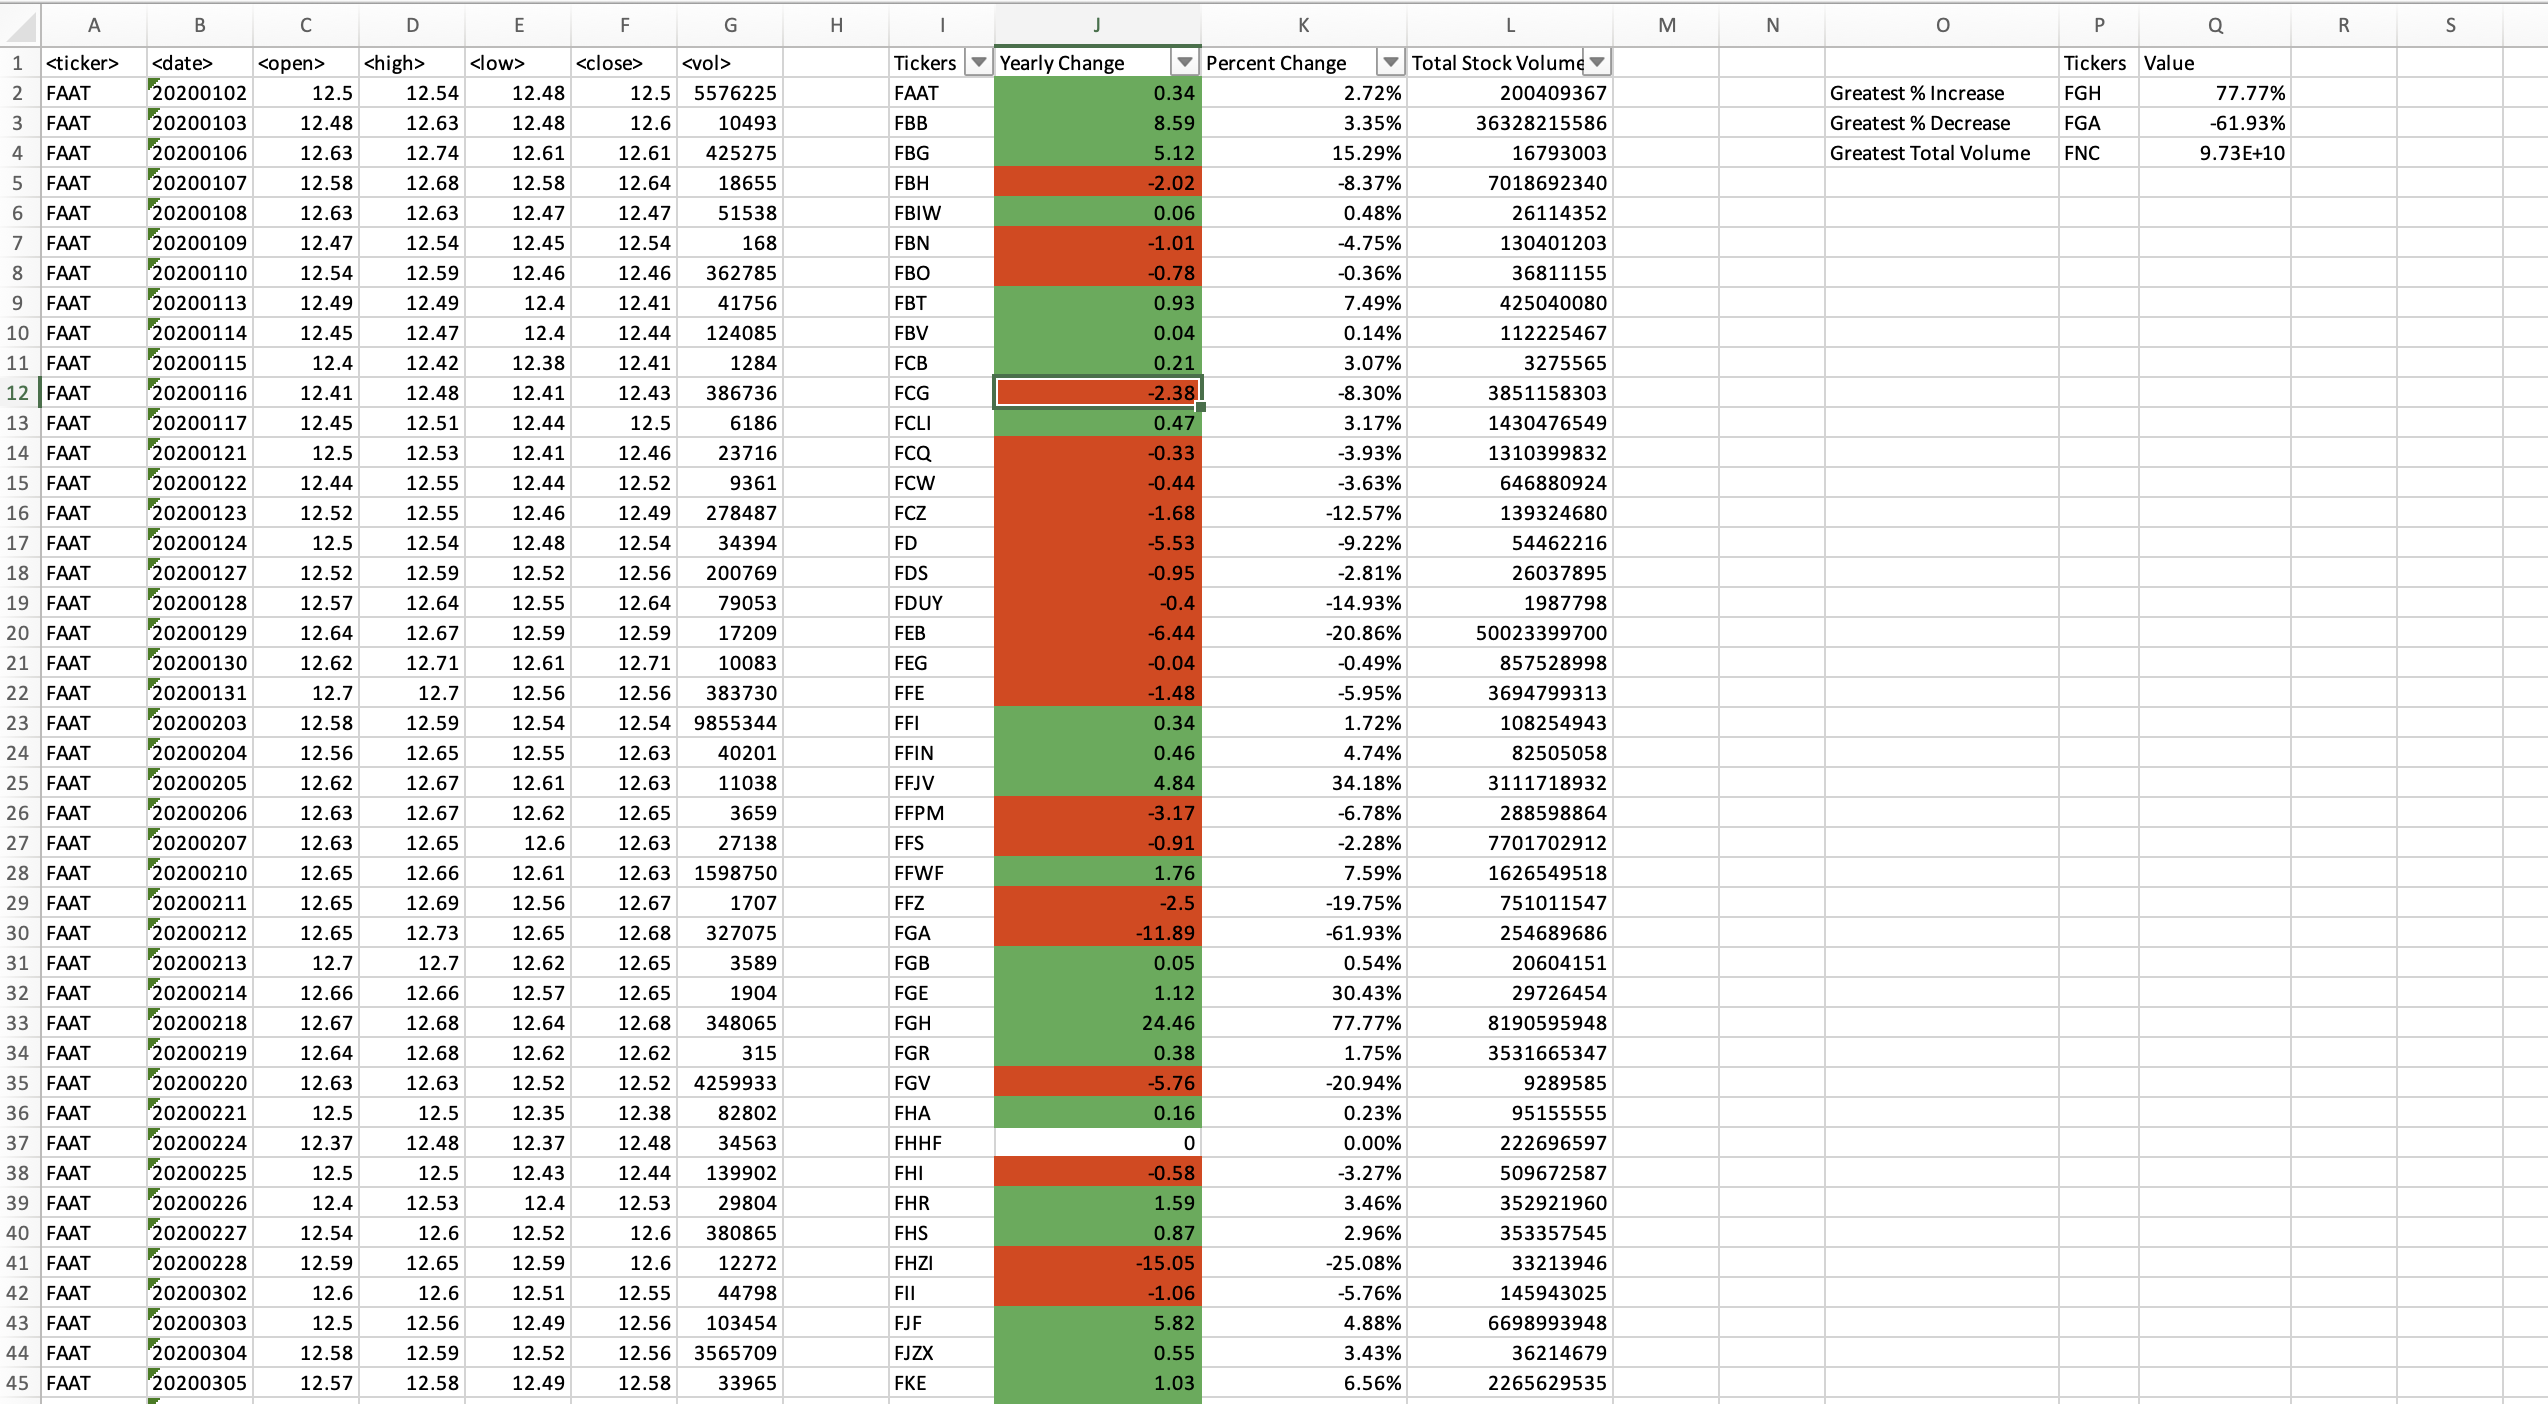 A B C D E F G H I J K L M N O P Q R S
1 <ticker> <date> <open> <high> <low> <close> <vol> Tickers Yearly Change Percent Change Total Stock Volume Tickers Value
2 FAAT 20200102 12.5 12.54 12.48 12.5 5576225 FAAT 0.34 2.72% 200409367 Greatest % Increase FGH 77.77%
3 FAAT 20200103 12.48 12.63 12.48 12.6 10493 FBB 8.59 3.35% 36328215586 Greatest % Decrease FGA -61.93%
4 FAAT 20200106 12.63 12.74 12.61 12.61 425275 FBG 5.12 15.29% 16793003 Greatest Total Volume FNC 9.73E+10
5 FAAT 20200107 12.58 12.68 12.58 12.64 18655 FBH -2.02 -8.37% 7018692340
6 FAAT 20200108 12.63 12.63 12.47 12.47 51538 FBIW 0.06 0.48% 26114352
7 FAAT 20200109 12.47 12.54 12.45 12.54 168 FBN -1.01 -4.75% 130401203
8 FAAT 20200110 12.54 12.59 12.46 12.46 362785 FBO -0.78 -0.36% 36811155
9 FAAT 20200113 12.49 12.49 12.4 12.41 41756 FBT 0.93 7.49% 425040080
10 FAAT 20200114 12.45 12.47 12.4 12.44 124085 FBV 0.04 0.14% 112225467
11 FAAT 20200115 12.4 12.42 12.38 12.41 1284 FCB 0.21 3.07% 3275565
12 FAAT 20200116 12.41 12.48 12.41 12.43 386736 FCG -2.38 -8.30% 3851158303
13 FAAT 20200117 12.45 12.51 12.44 12.5 6186 FCLI 0.47 3.17% 1430476549
14 FAAT 20200121 12.5 12.53 12.41 12.46 23716 FCQ -0.33 -3.93% 1310399832
15 FAAT 20200122 12.44 12.55 12.44 12.52 9361 FCW -0.44 -3.63% 646880924
16 FAAT 20200123 12.52 12.55 12.46 12.49 278487 FCZ -1.68 -12.57% 139324680
17 FAAT 20200124 12.5 12.54 12.48 12.54 34394 FD -5.53 -9.22% 54462216
18 FAAT 20200127 12.52 12.59 12.52 12.56 200769 FDS -0.95 -2.81% 26037895
19 FAAT 20200128 12.57 12.64 12.55 12.64 79053 FDUY -0.4 -14.93% 1987798
20 FAAT 20200129 12.64 12.67 12.59 12.59 17209 FEB -6.44 -20.86% 50023399700
21 FAAT 20200130 12.62 12.71 12.61 12.71 10083 FEG -0.04 -0.49% 857528998
22 FAAT 20200131 12.7 12.7 12.56 12.56 383730 FFE -1.48 -5.95% 3694799313
23 FAAT 20200203 12.58 12.59 12.54 12.54 9855344 FFI 0.34 1.72% 108254943
24 FAAT 20200204 12.56 12.65 12.55 12.63 40201 FFIN 0.46 4.74% 82505058
25 FAAT 20200205 12.62 12.67 12.61 12.63 11038 FFJV 4.84 34.18% 3111718932
26 FAAT 20200206 12.63 12.67 12.62 12.65 3659 FFPM -3.17 -6.78% 288598864
27 FAAT 20200207 12.63 12.65 12.6 12.63 27138 FFS -0.91 -2.28% 7701702912
28 FAAT 20200210 12.65 12.66 12.61 12.63 1598750 FFWF 1.76 7.59% 1626549518
29 FAAT 20200211 12.65 12.69 12.56 12.67 1707 FFZ -2.5 -19.75% 751011547
30 FAAT 20200212 12.65 12.73 12.65 12.68 327075 FGA -11.89 -61.93% 254689686
31 FAAT 20200213 12.7 12.7 12.62 12.65 3589 FGB 0.05 0.54% 20604151
32 FAAT 20200214 12.66 12.66 12.57 12.65 1904 FGE 1.12 30.43% 29726454
33 FAAT 20200218 12.67 12.68 12.64 12.68 348065 FGH 24.46 77.77% 8190595948
34 FAAT 20200219 12.64 12.68 12.62 12.62 315 FGR 0.38 1.75% 3531665347
35 FAAT 20200220 12.63 12.63 12.52 12.52 4259933 FGV -5.76 -20.94% 9289585
36 FAAT 20200221 12.5 12.5 12.35 12.38 82802 FHA 0.16 0.23% 95155555
37 FAAT 20200224 12.37 12.48 12.37 12.48 34563 FHHF 0 0.00% 222696597
38 FAAT 20200225 12.5 12.5 12.43 12.44 139902 FHI -0.58 -3.27% 509672587
39 FAAT 20200226 12.4 12.53 12.4 12.53 29804 FHR 1.59 3.46% 352921960
40 FAAT 20200227 12.54 12.6 12.52 12.6 380865 FHS 0.87 2.96% 353357545
41 FAAT 20200228 12.59 12.65 12.59 12.6 12272 FHZI -15.05 -25.08% 33213946
42 FAAT 20200302 12.6 12.6 12.51 12.55 44798 FII -1.06 -5.76% 145943025
43 FAAT 20200303 12.5 12.56 12.49 12.56 103454 FJF 5.82 4.88% 6698993948
44 FAAT 20200304 12.58 12.59 12.52 12.56 3565709 FJZX 0.55 3.43% 36214679
45 FAAT 20200305 12.57 12.58 12.49 12.58 33965 FKE 1.03 6.56% 2265629535